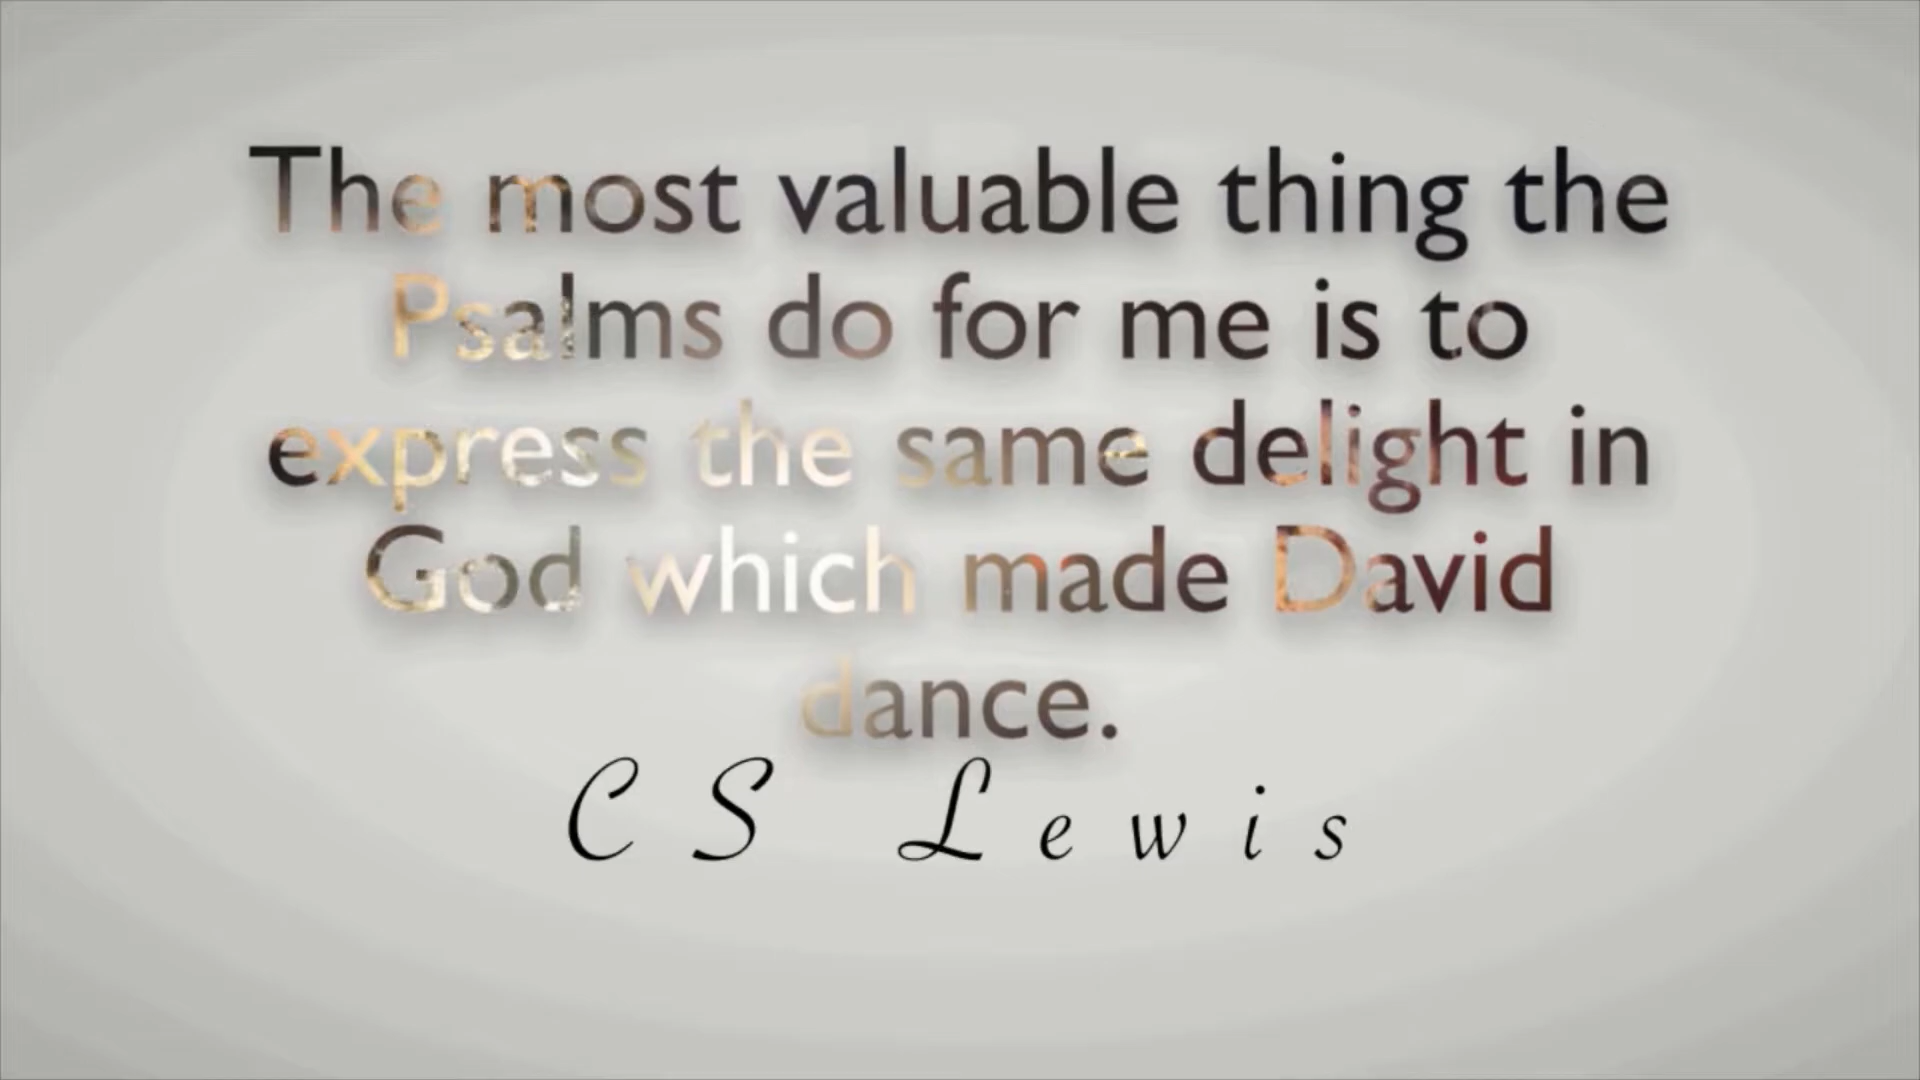 The most valuable thing the
Psalms do for me is to
express the same delight in
God which made David
dance.
CS Lewis